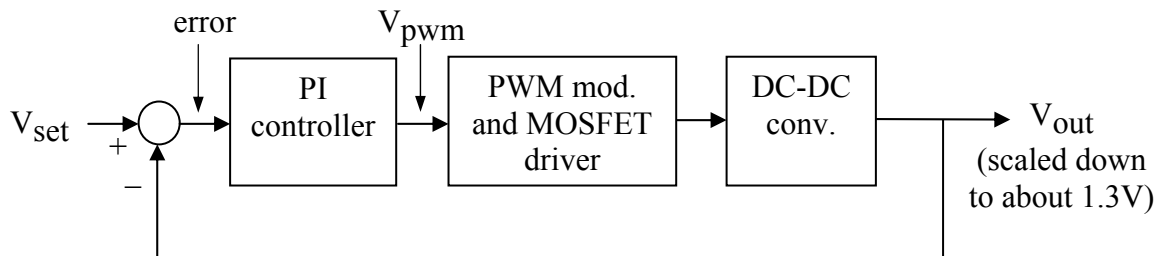 error
V_pwm
PI
controller
PWM mod.
and MOSFET
driver
DC-DC
conv.
V_set
+
−
V_out
(scaled down
to about 1.3V)